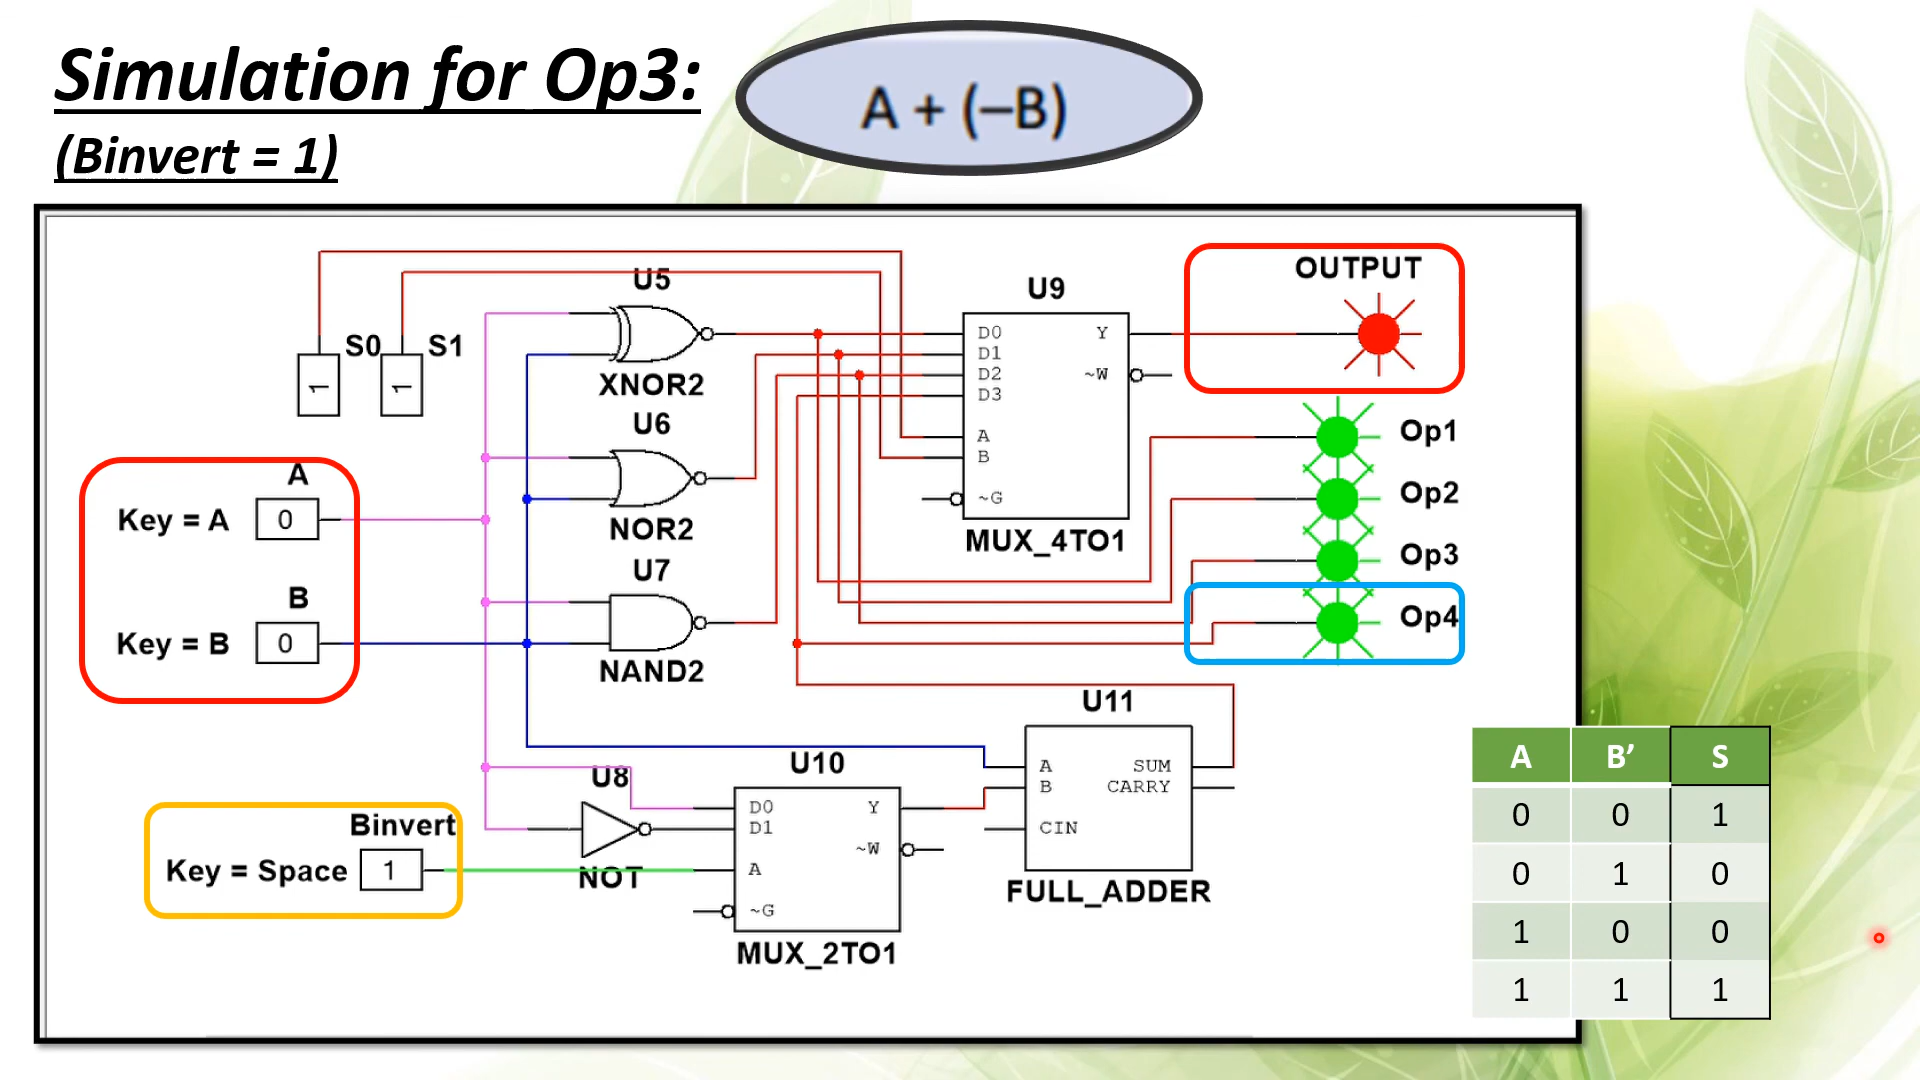 Simulation for Op3:
A + (–B)
(Binvert = 1)
OUTPUT
U5
U9
S0
S1
1
1
D0
D1
D2
D3
A
B
~G
Y
~W
XNOR2
U6
Op1
Op2
Op3
Op4
A
Key = A
0
NOR2
MUX_4TO1
U7
B
Key = B
0
NAND2
U11
U10
U8
A
B
CIN
SUM
CARRY
D0
D1
A
~G
Y
~W
Binvert
Key = Space
1
NOT
FULL_ADDER
MUX_2TO1
A B’ S
0 0 1
0 1 0
1 0 0
1 1 1